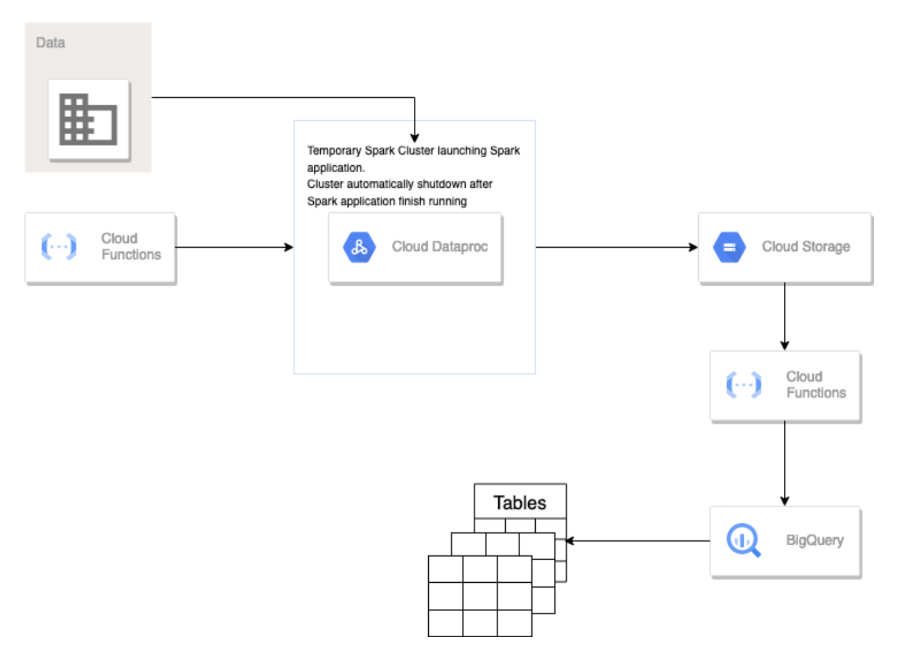 Data
Temporary Spark Cluster launching Spark
application.
Cluster automatically shutdown after
Spark application finish running
Cloud
Functions
Cloud Dataproc
Cloud Storage
Cloud
Functions
Tables
BigQuery